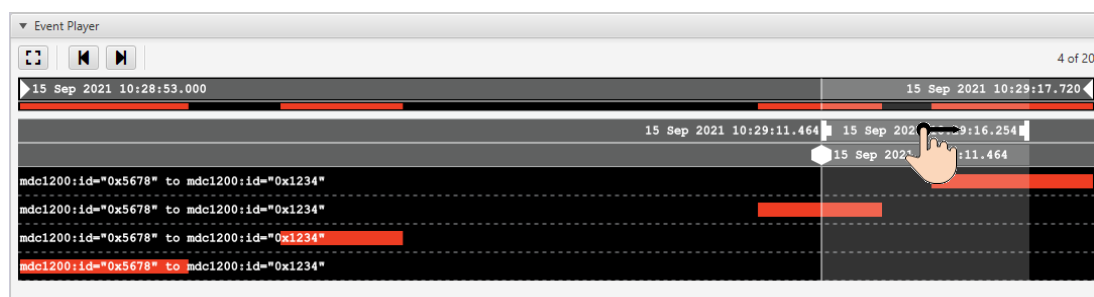 Event Player
4 of 20
15 Sep 2021 10:28:53.000 15 Sep 2021 10:29:17.720
15 Sep 2021 10:29:11.464 15 Sep 202 9:16.254
15 Sep 2021 :11.464
mdc1200:id="0x5678" to mdc1200:id="0x1234"
mdc1200:id="0x5678" to mdc1200:id="0x1234"
mdc1200:id="0x5678" to mdc1200:id="0x1234"
mdc1200:id="0x5678" to mdc1200:id="0x1234"